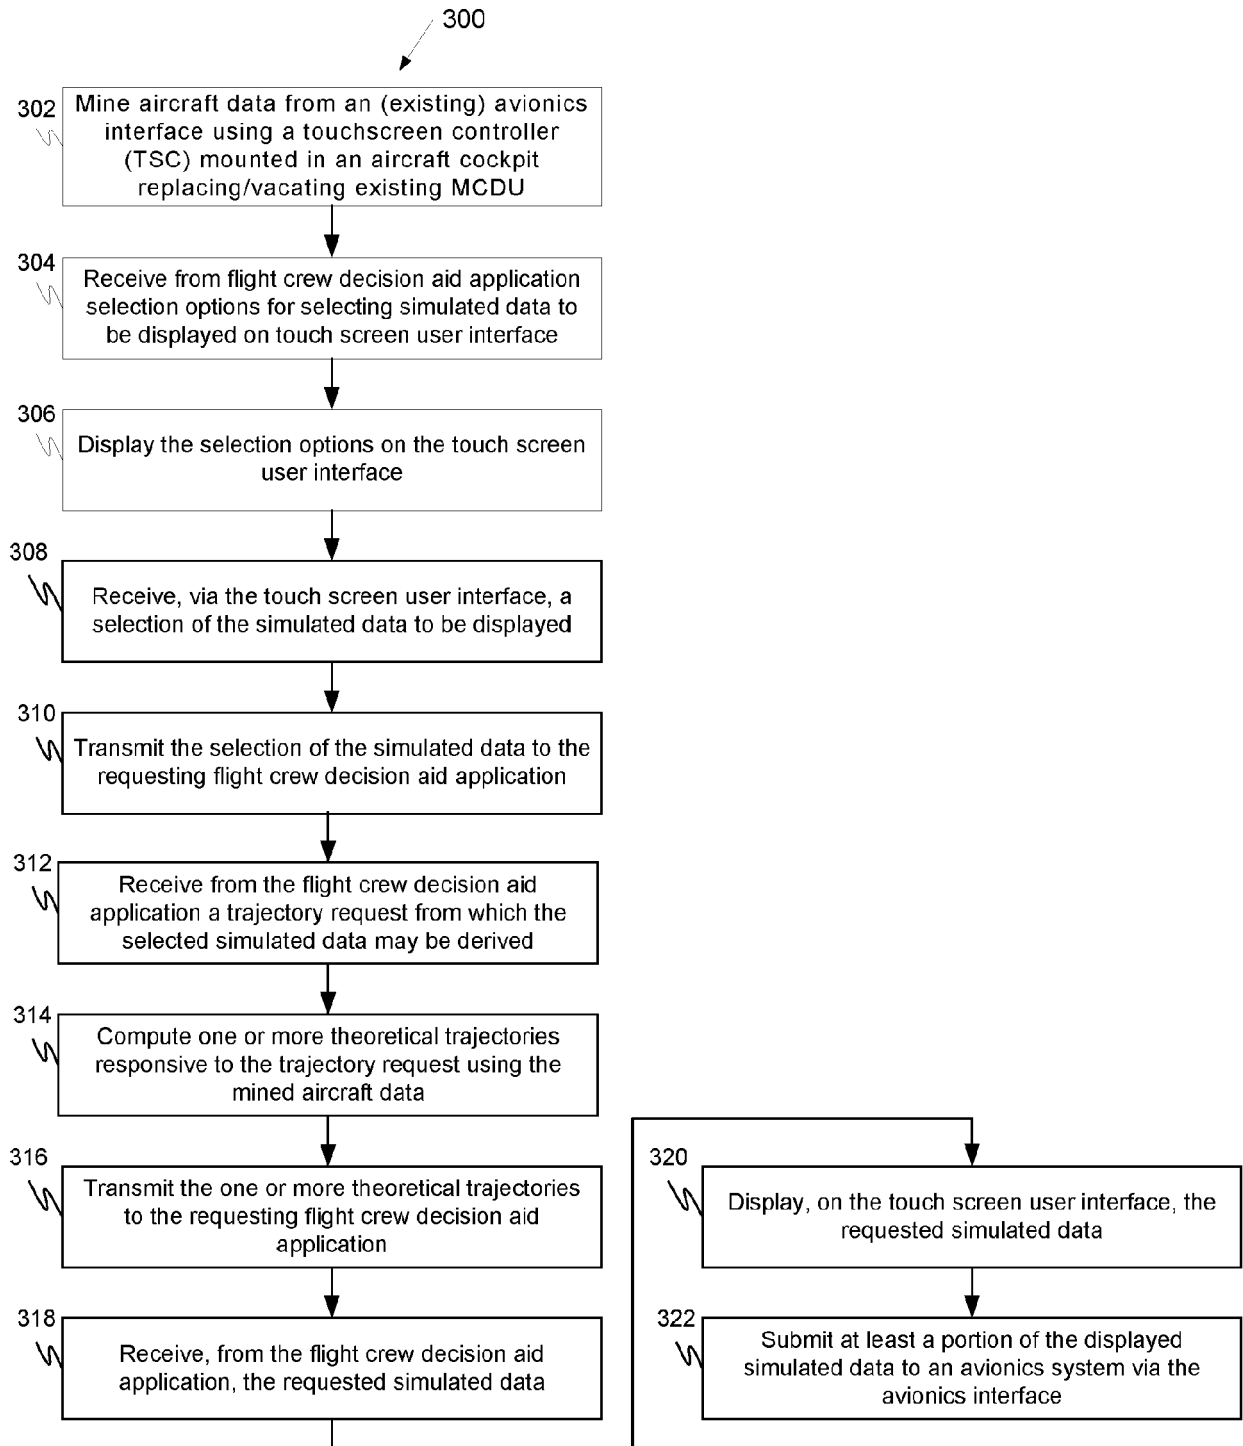 300
302
Mine aircraft data from an (existing) avionics
interface using a touchscreen controller
(TSC) mounted in an aircraft cockpit
replacing/vacating existing MCDU
304
Receive from flight crew decision aid application
selection options for selecting simulated data to
be displayed on touch screen user interface
306
Display the selection options on the touch screen
user interface
308
Receive, via the touch screen user interface, a
selection of the simulated data to be displayed
310
Transmit the selection of the simulated data to the
requesting flight crew decision aid application
312
Receive from the flight crew decision aid
application a trajectory request from which the
selected simulated data may be derived
314
Compute one or more theoretical trajectories
responsive to the trajectory request using the
mined aircraft data
316
Transmit the one or more theoretical trajectories
to the requesting flight crew decision aid
application
318
Receive, from the flight crew decision aid
application, the requested simulated data
320
Display, on the touch screen user interface, the
requested simulated data
322
Submit at least a portion of the displayed
simulated data to an avionics system via the
avionics interface